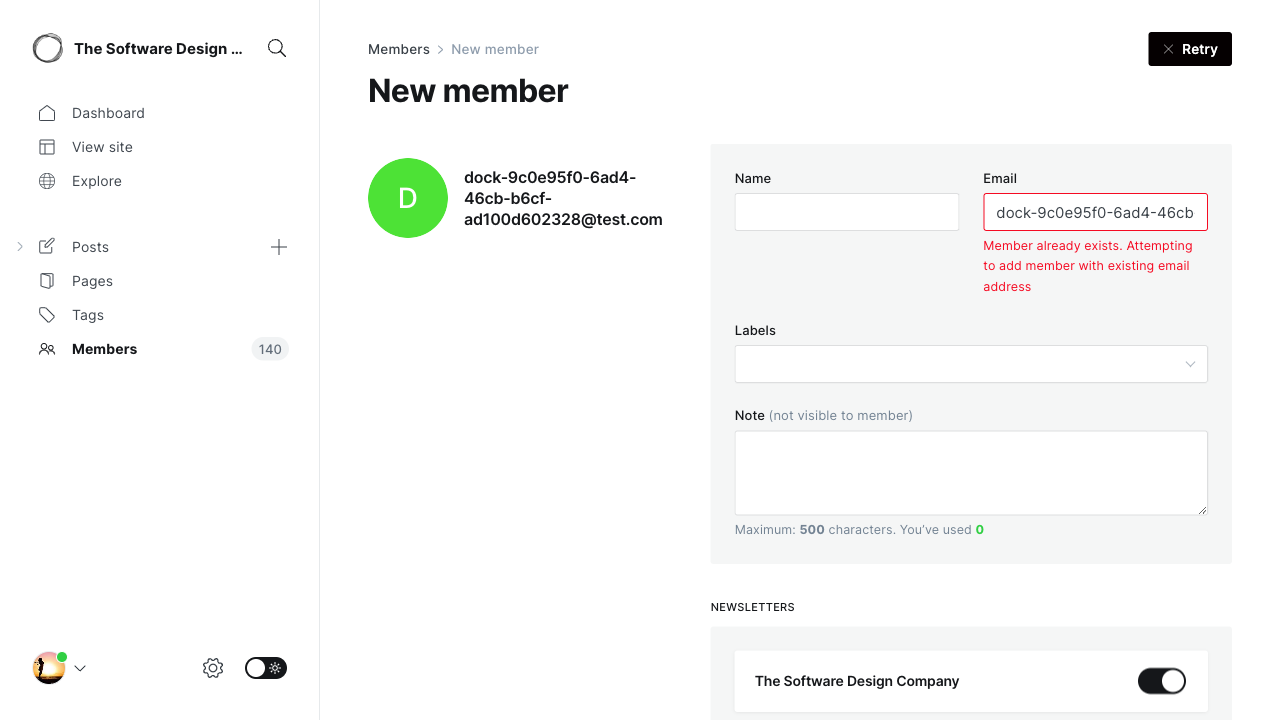 The Software Design ...
Dashboard
View site
Explore
Posts
Pages
Tags
Members 140
Members > New member
Retry
New member
D
dock-9c0e95f0-6ad4-
46cb-b6cf-
ad100d602328@test.com
Name
Email
dock-9c0e95f0-6ad4-46cb
Member already exists. Attempting
to add member with existing email
address
Labels
Note (not visible to member)
Maximum: 500 characters. You've used 0
NEWSLETTERS
The Software Design Company